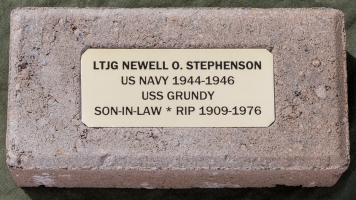 LTJG NEWELL O. STEPHENSON
US NAVY 1944-1946
USS GRUNDY
SON-IN-LAW * RIP 1909-1976